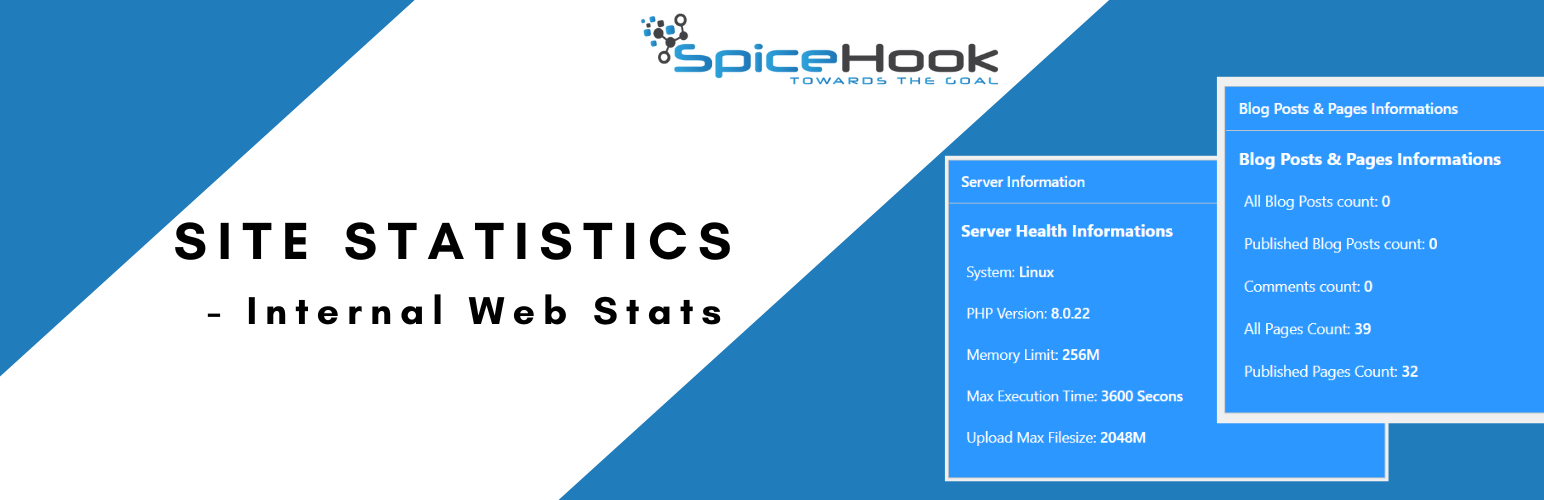 SpiceHook
TOWARDS THE GOAL
SITE STATISTICS
- Internal Web Stats
Server Information
Server Health Informations
System: Linux
PHP Version: 8.0.22
Memory Limit: 256M
Max Execution Time: 3600 Secons
Upload Max Filesize: 2048M
Blog Posts & Pages Informations
Blog Posts & Pages Informations
All Blog Posts count: 0
Published Blog Posts count: 0
Comments count: 0
All Pages Count: 39
Published Pages Count: 32